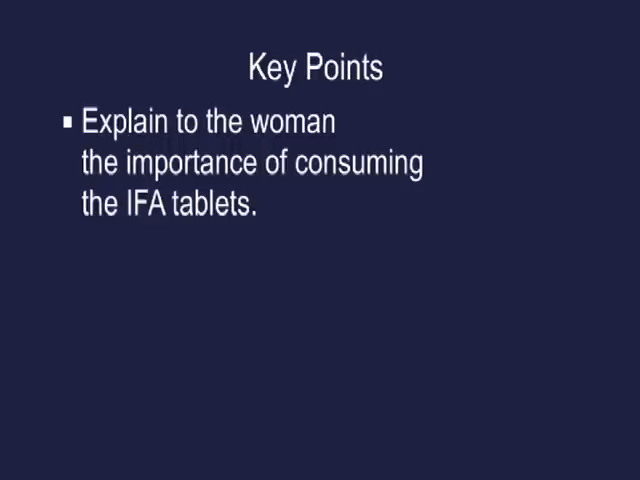 Key Points
▪ Explain to the woman
the importance of consuming
the IFA tablets.